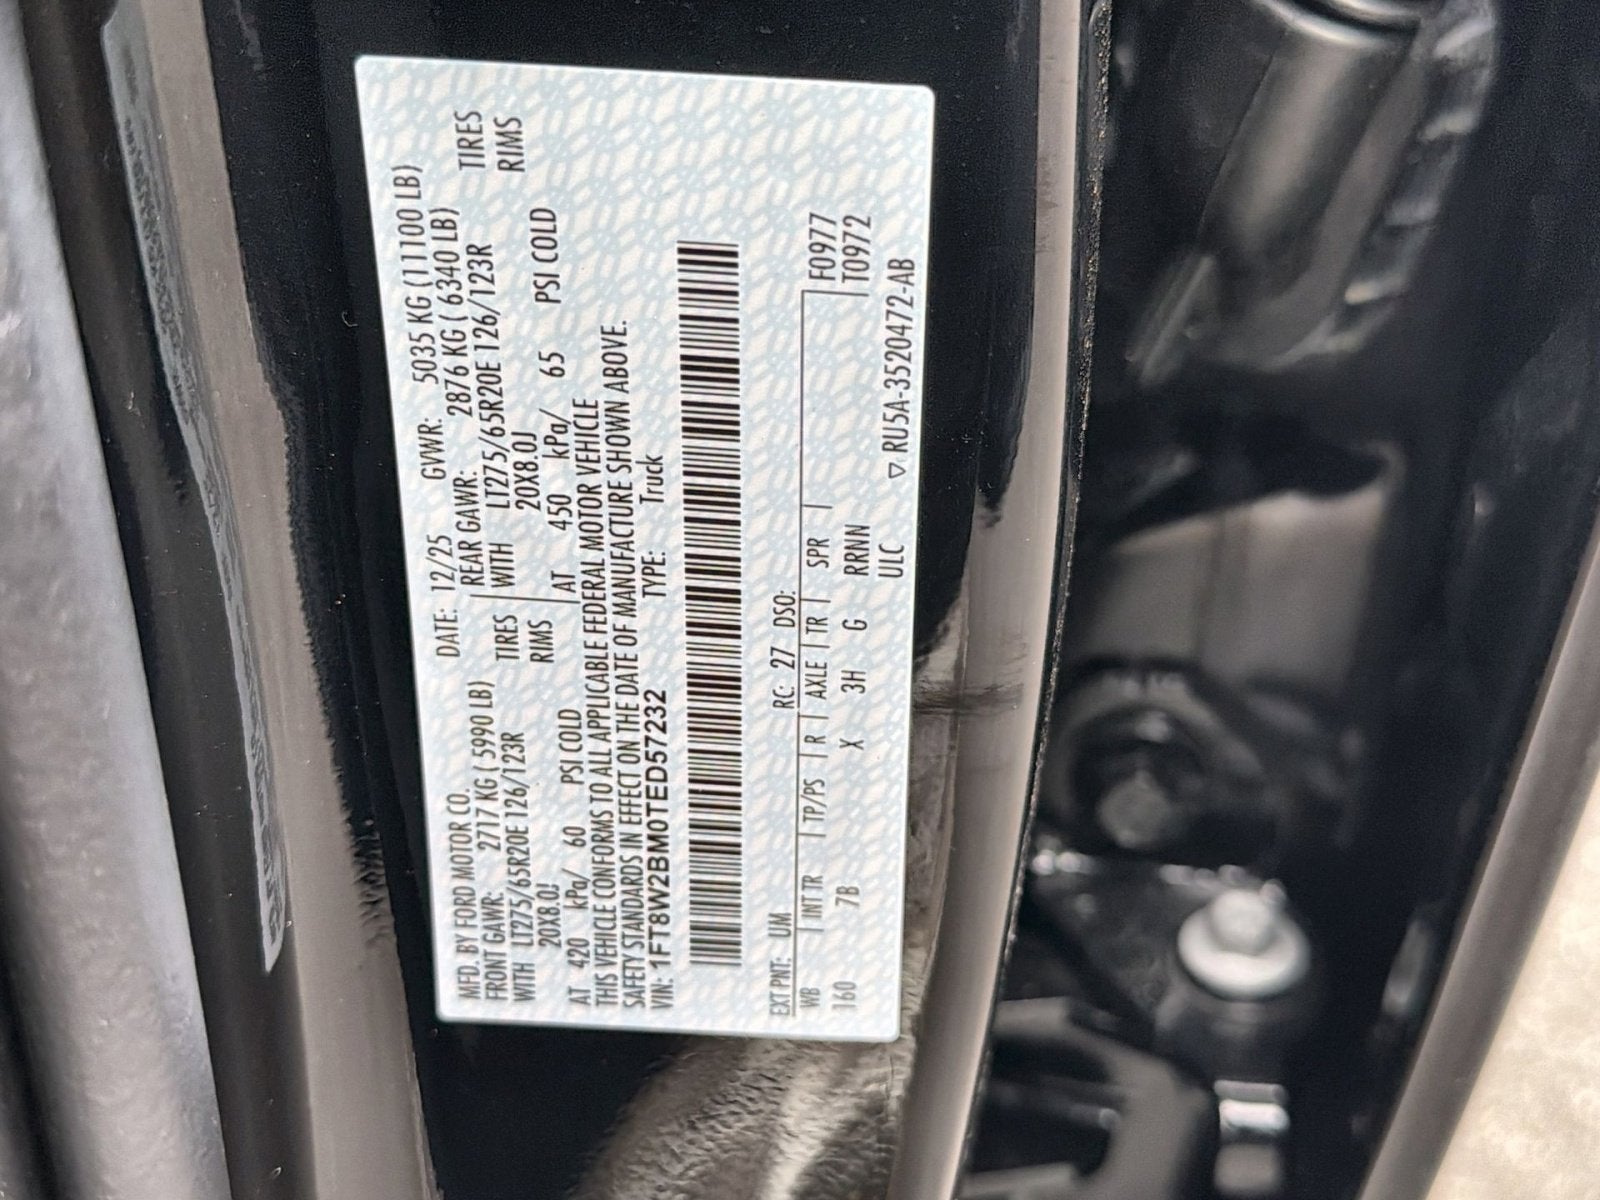 MFD. BY FORD MOTOR CO. DATE: 12/25 GVWR: 5035 KG (11100 LB)
FRONT GAWR: 2717 KG (5990 LB) REAR GAWR: 2876 KG (6340 LB)
WITH LT275/65R20E 126/123R TIRES WITH LT275/65R20E 126/123R TIRES
20X8.0J RIMS 20X8.0J RIMS
AT 420 kPa/ 60 PSI COLD AT 450 kPa/ 65 PSI COLD
THIS VEHICLE CONFORMS TO ALL APPLICABLE FEDERAL MOTOR VEHICLE
SAFETY STANDARDS IN EFFECT ON THE DATE OF MANUFACTURE SHOWN ABOVE.
VIN: 1FT8W2BM0TED57232 TYPE: Truck
EXT PNT: UM RC: 27 DSO:
WB INT TR TP/PS R AXLE TR SPR F0977
160 7B X 3H G RRNN T0972
ULC ▽ RU5A-3520472-AB